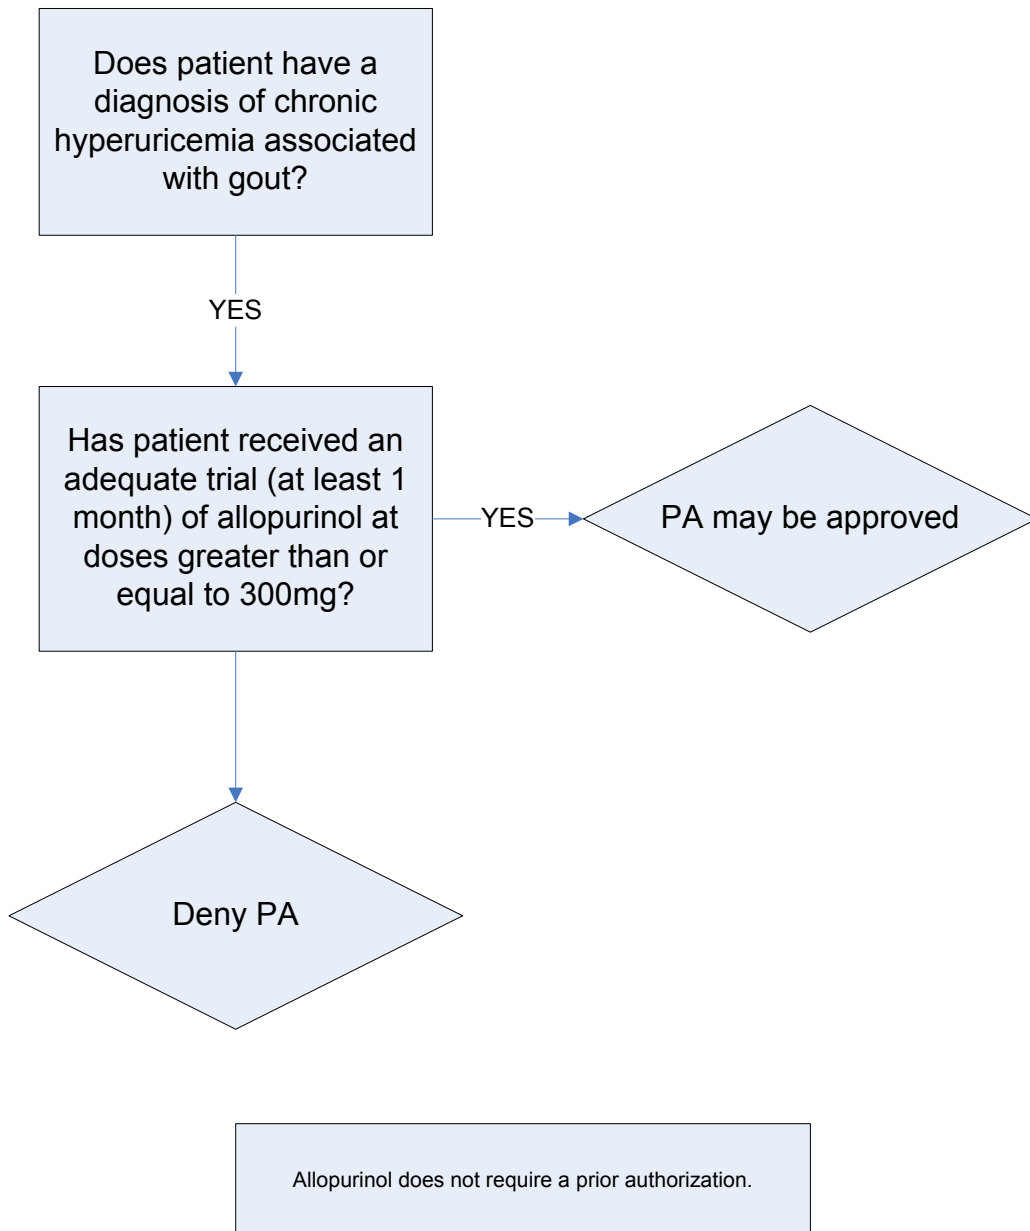 Does patient have a
diagnosis of chronic
hyperuricemia associated
with gout?
YES
Has patient received an
adequate trial (at least 1
month) of allopurinol at
doses greater than or
equal to 300mg?
YES
PA may be approved
Deny PA
Allopurinol does not require a prior authorization.